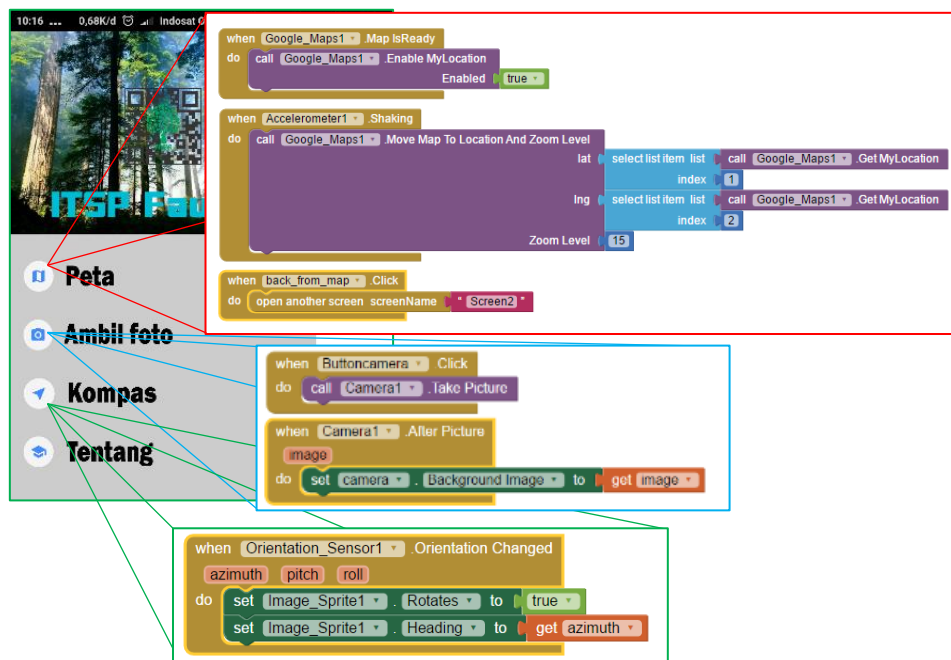 10:16 ... 0,68K/d Indosat
ITSP
Peta
Ambil foto
Kompas
Tentang
when Google_Maps1 .Map IsReady
do call Google_Maps1 .Enable MyLocation
Enabled true
when Accelerometer1 .Shaking
do call Google_Maps1 .Move Map To Location And Zoom Level
lat select list item list call Google_Maps1 .Get MyLocation
index 1
lng select list item list call Google_Maps1 .Get MyLocation
index 2
Zoom Level 15
when back_from_map .Click
do open another screen screenName " Screen2 "
when Buttoncamera .Click
do call Camera1 .Take Picture
when Camera1 .After Picture
image
do set camera . Background Image to get image
when Orientation_Sensor1 .Orientation Changed
azimuth pitch roll
do set Image_Sprite1 . Rotates to true
set Image_Sprite1 . Heading to get azimuth